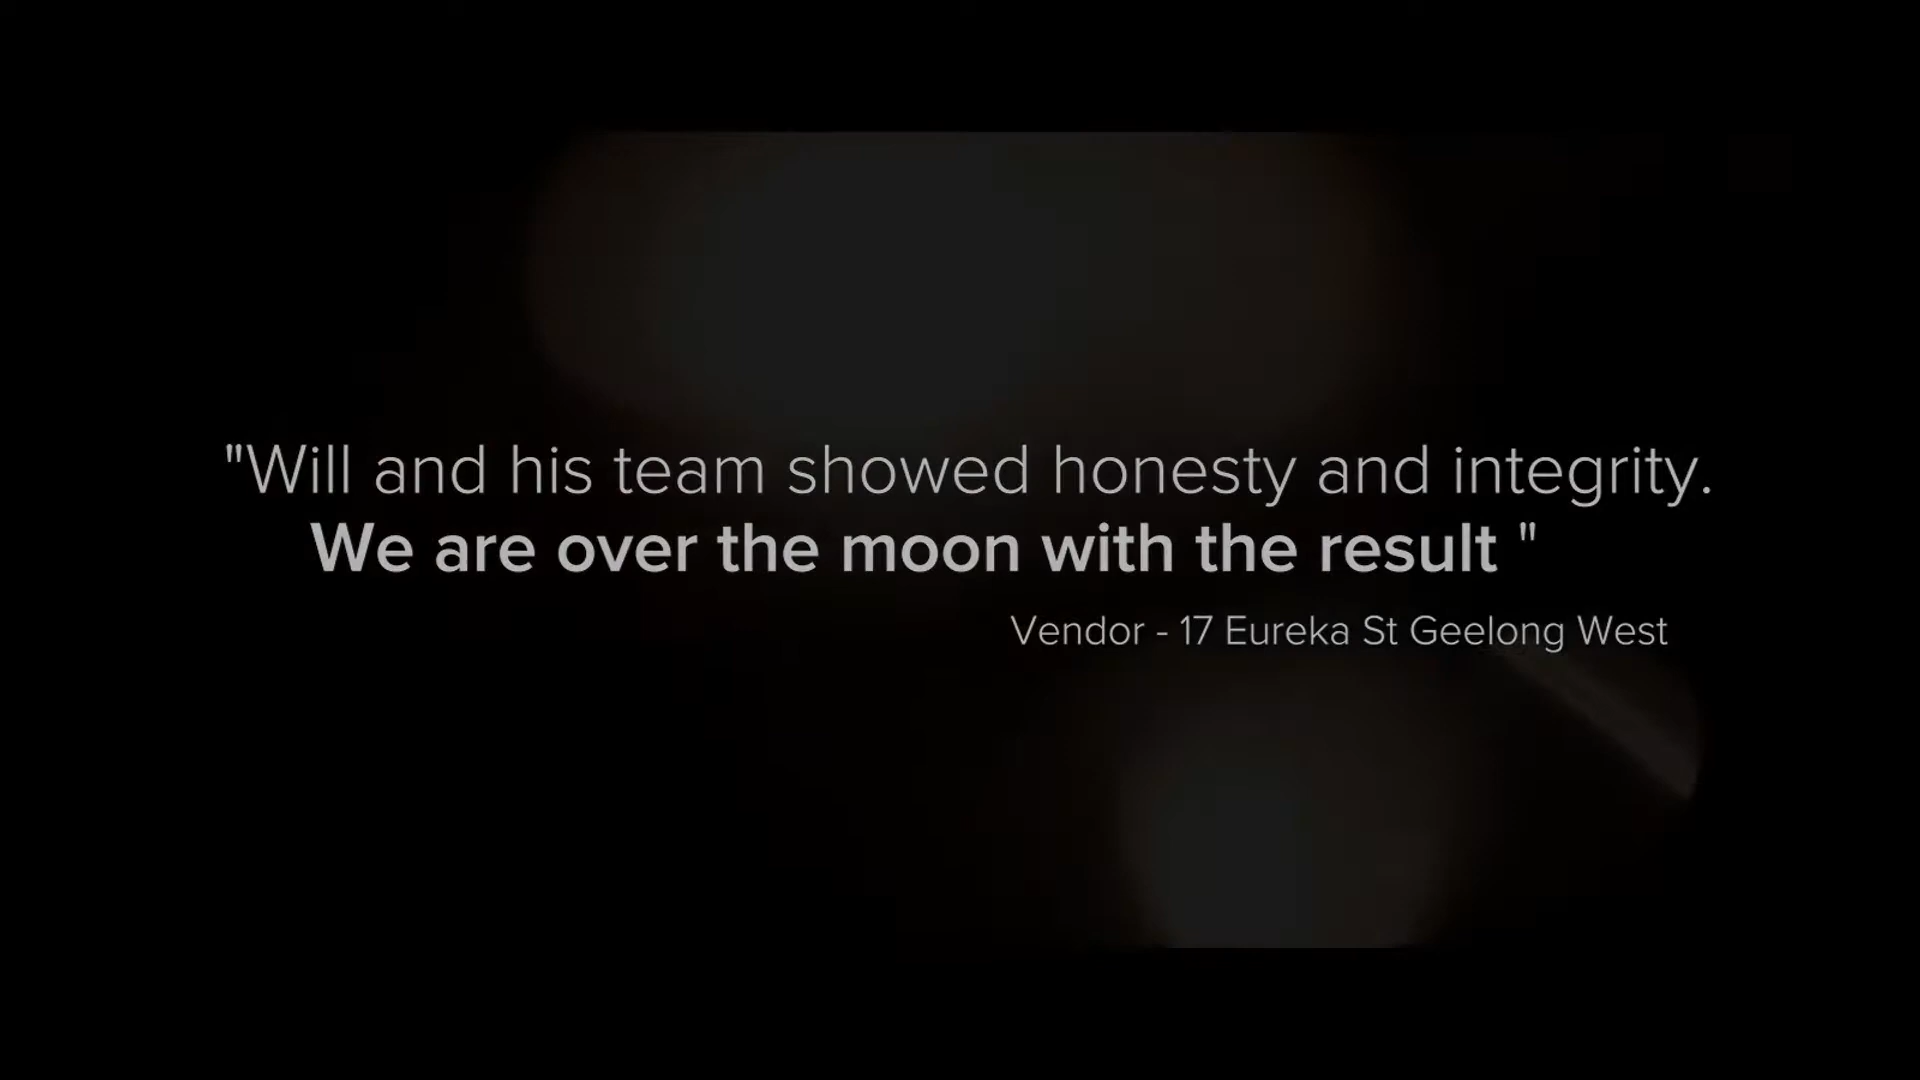 "Will and his team showed honesty and integrity.
We are over the moon with the result "
Vendor - 17 Eureka St Geelong West